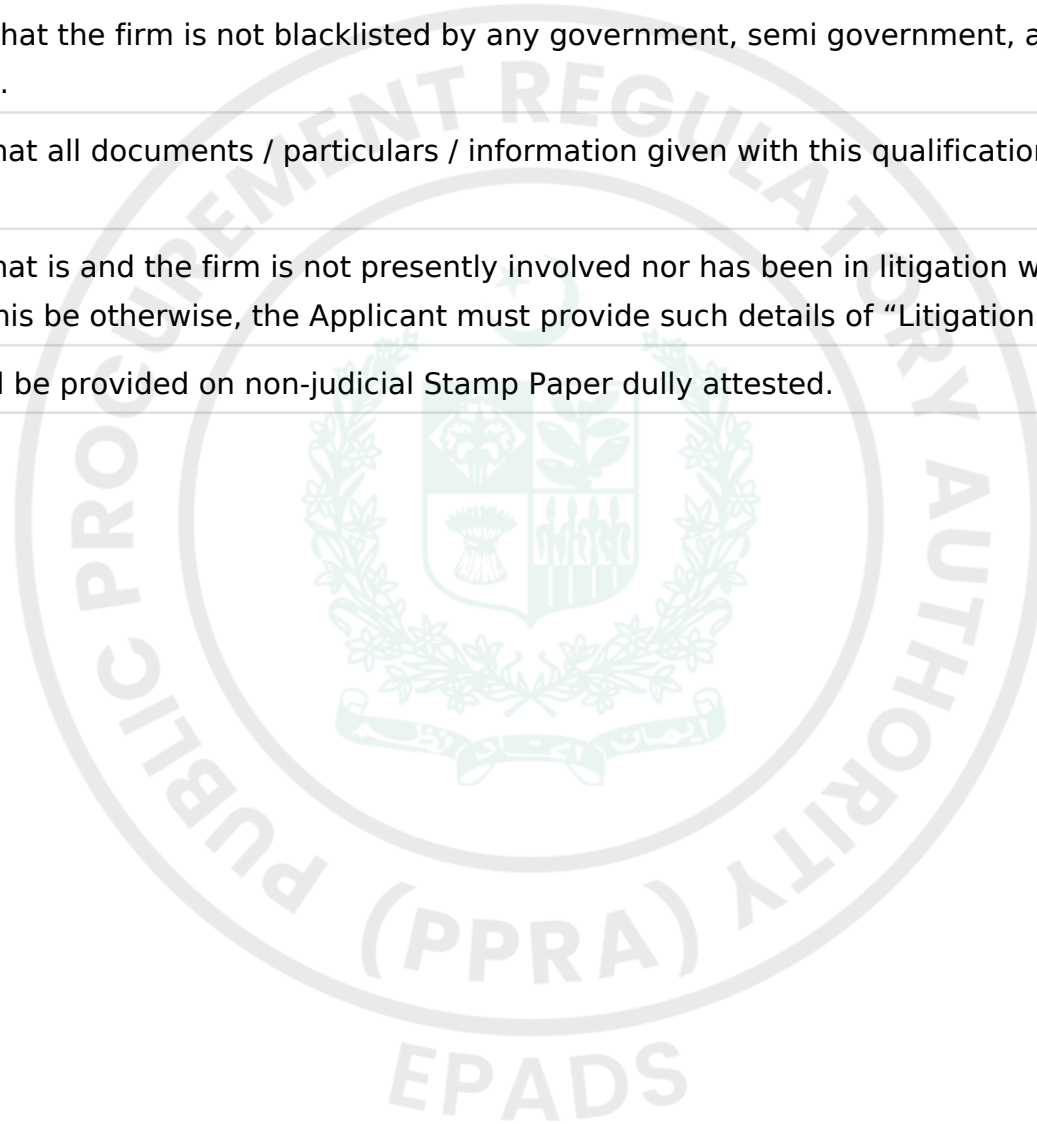 hat the firm is not blacklisted by any government, semi government, a
.
hat all documents / particulars / information given with this qualification
hat is and the firm is not presently involved nor has been in litigation w
his be otherwise, the Applicant must provide such details of “Litigation
l be provided on non-judicial Stamp Paper dully attested.
PUBLIC PROCUREMENT REGULATORY AUTHORITY
(PPRA)
EPADS